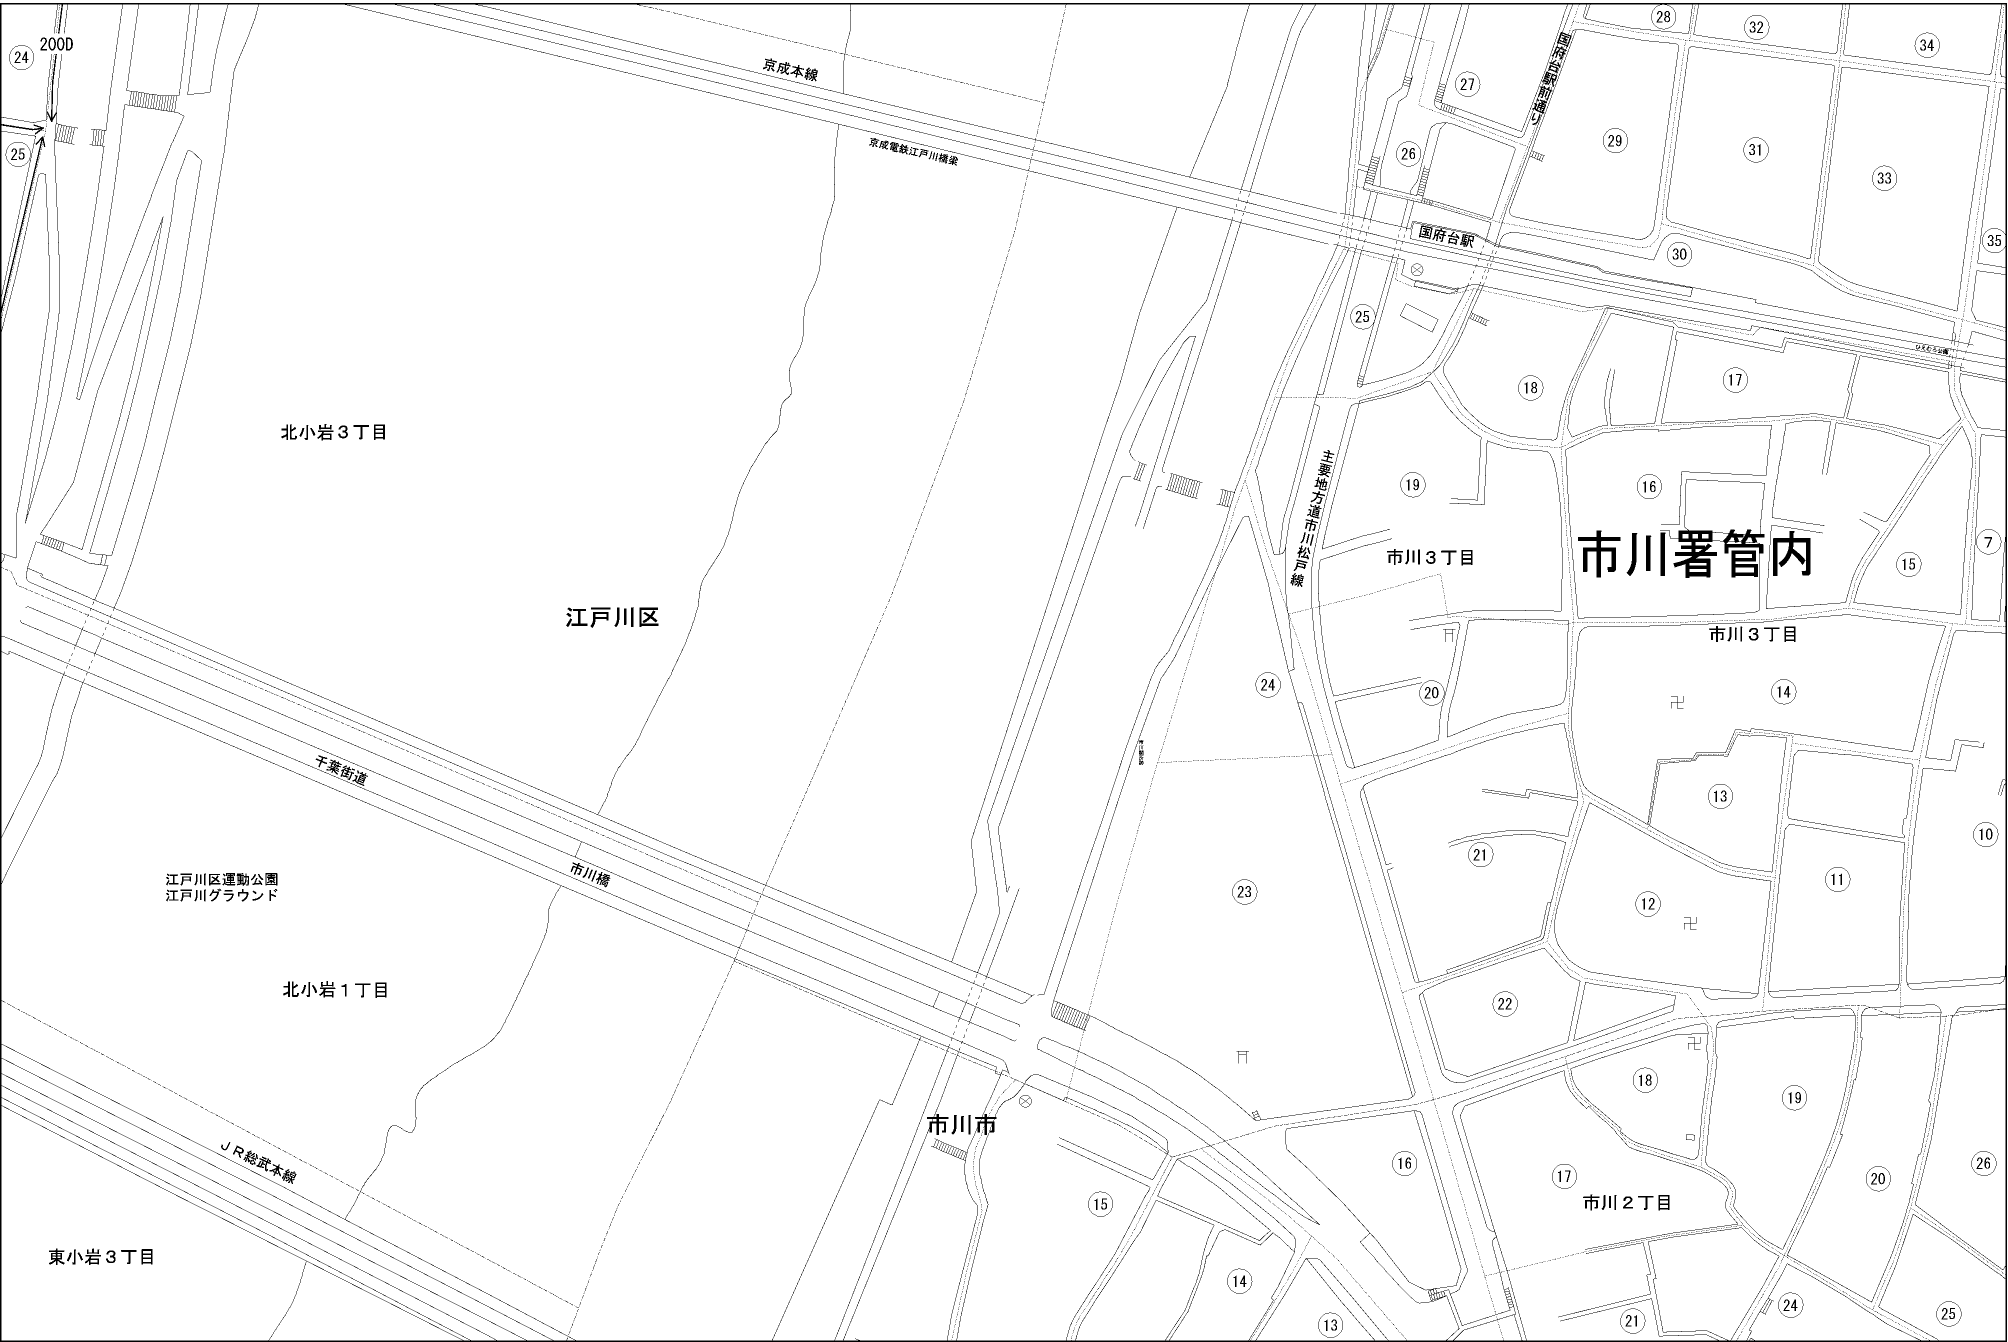 200D
24
25
京成本線
京成電鉄江戸川橋梁
国府台駅前通り
28
32
34
27
29
31
33
26
35
国府台駅
30
25
18
17
ひえむろ公園
北小岩3丁目
主要地方道市川松戸線
19
16
市川3丁目
市川署管内
7
15
江戸川区
市川3丁目
24
20
14
千葉街道
13
10
市川橋
21
11
江戸川区運動公園
江戸川グラウンド
23
12
北小岩1丁目
22
18
19
市川市
JR総武本線
16
17
20
26
15
市川2丁目
東小岩3丁目
14
13
21
24
25